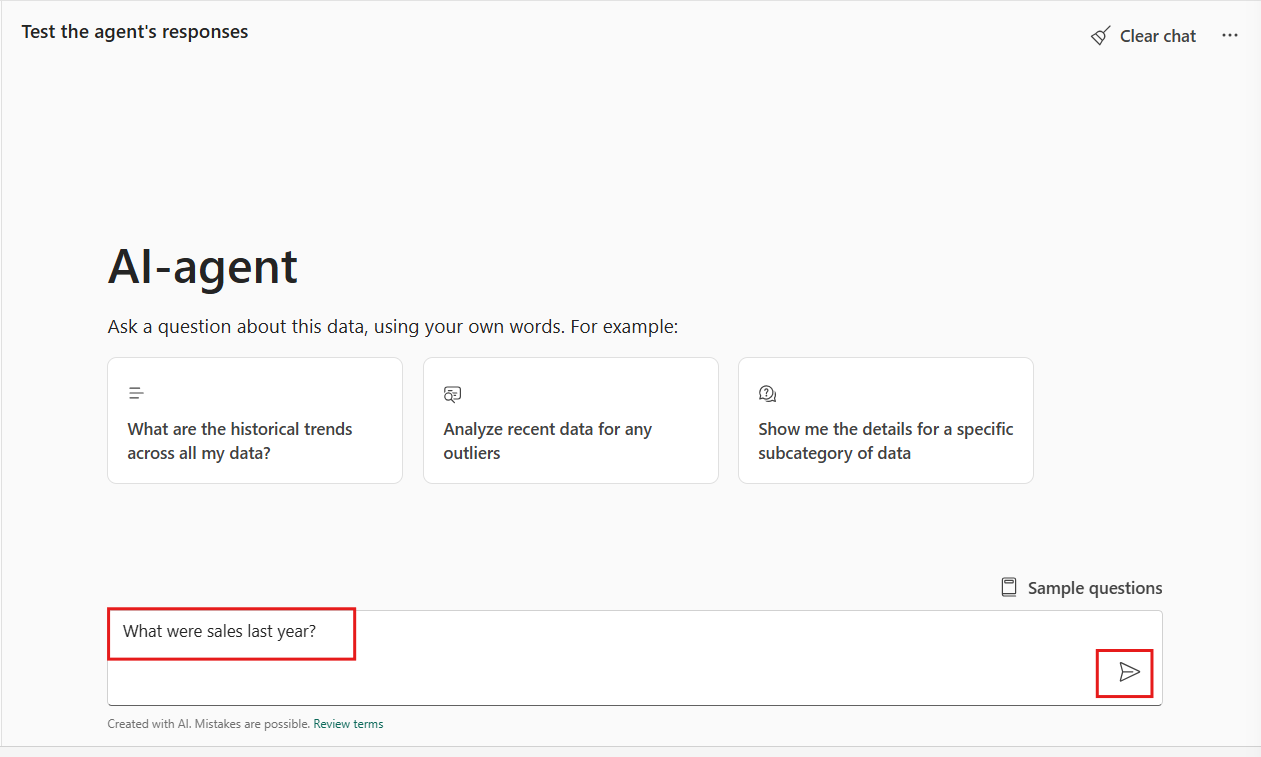 Test the agent's responses
Clear chat
AI-agent
Ask a question about this data, using your own words. For example:
What are the historical trends
across all my data?
Analyze recent data for any
outliers
Show me the details for a specific
subcategory of data
Sample questions
What were sales last year?
Created with AI. Mistakes are possible. Review terms